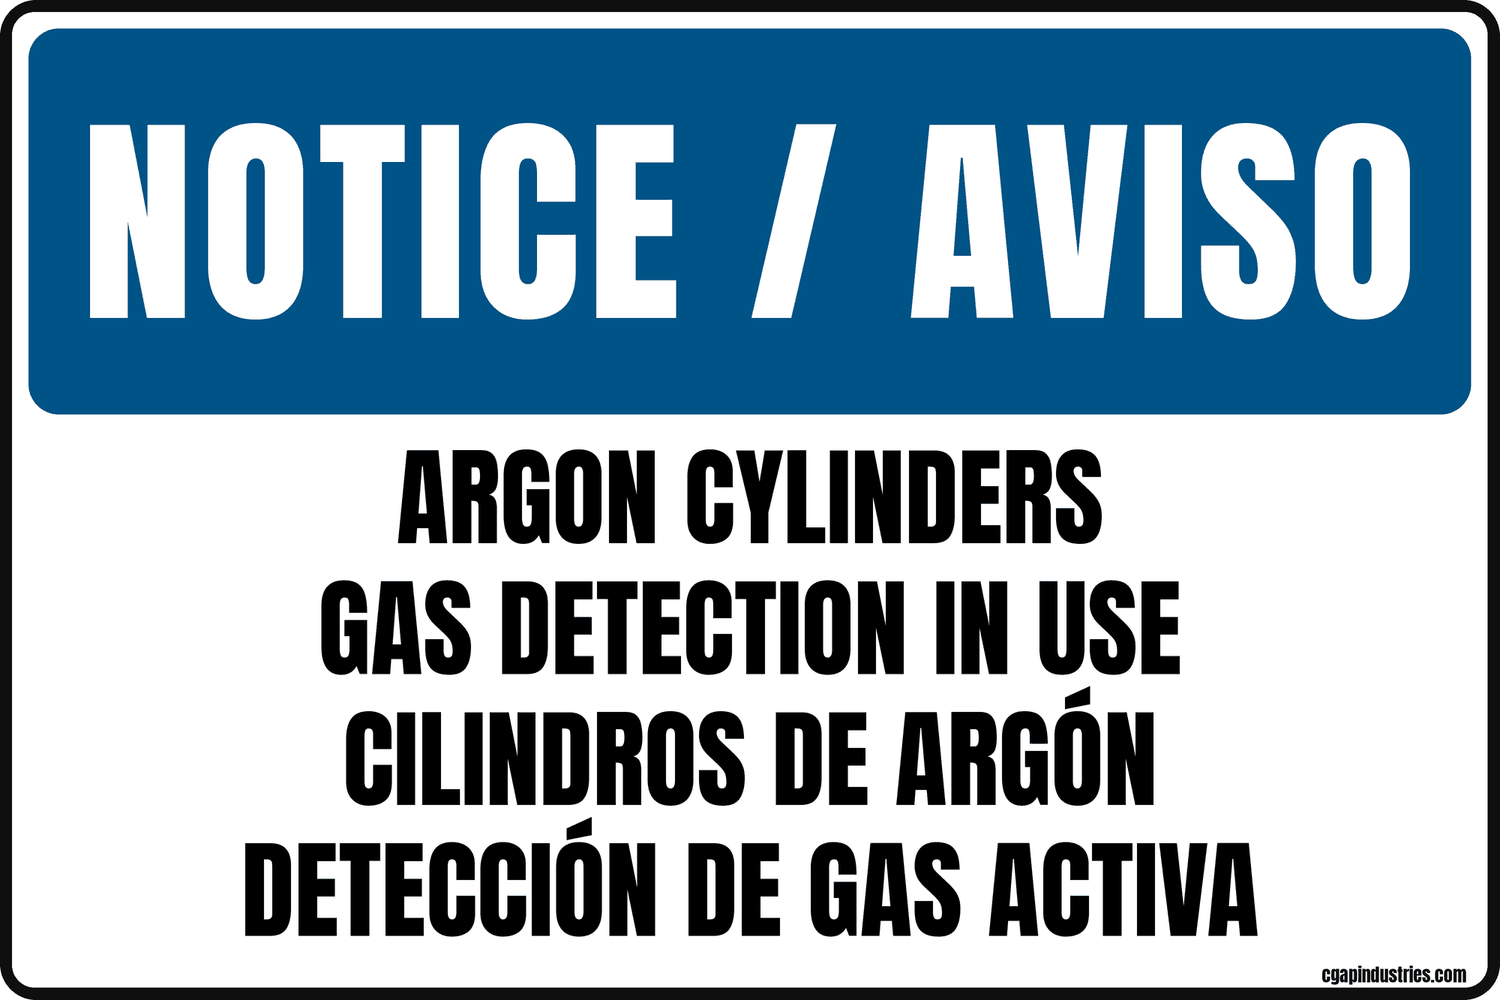 NOTICE / AVISO
ARGON CYLINDERS
GAS DETECTION IN USE
CILINDROS DE ARGÓN
DETECCIÓN DE GAS ACTIVA
cgapindustries.com